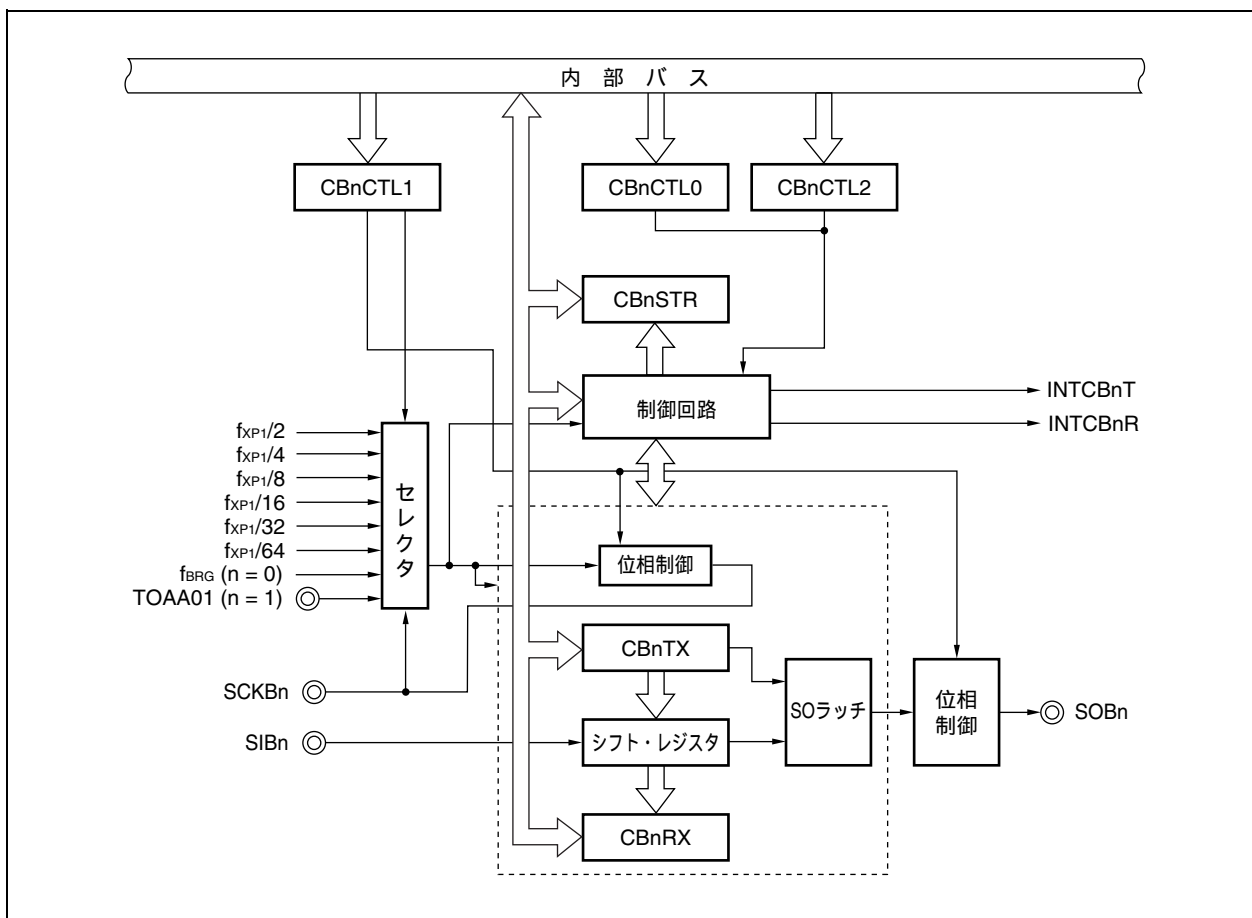 内 部 バ ス
CBnCTL1
CBnCTL0
CBnCTL2
CBnSTR
制御回路
INTCBnT
INTCBnR
fXP1/2
fXP1/4
fXP1/8
fXP1/16
fXP1/32
fXP1/64
fBRG (n = 0)
TOAA01 (n = 1)
セレクタ
位相制御
CBnTX
SCKBn
SOラッチ
位相
制御
SOBn
SIBn
シフト・レジスタ
CBnRX